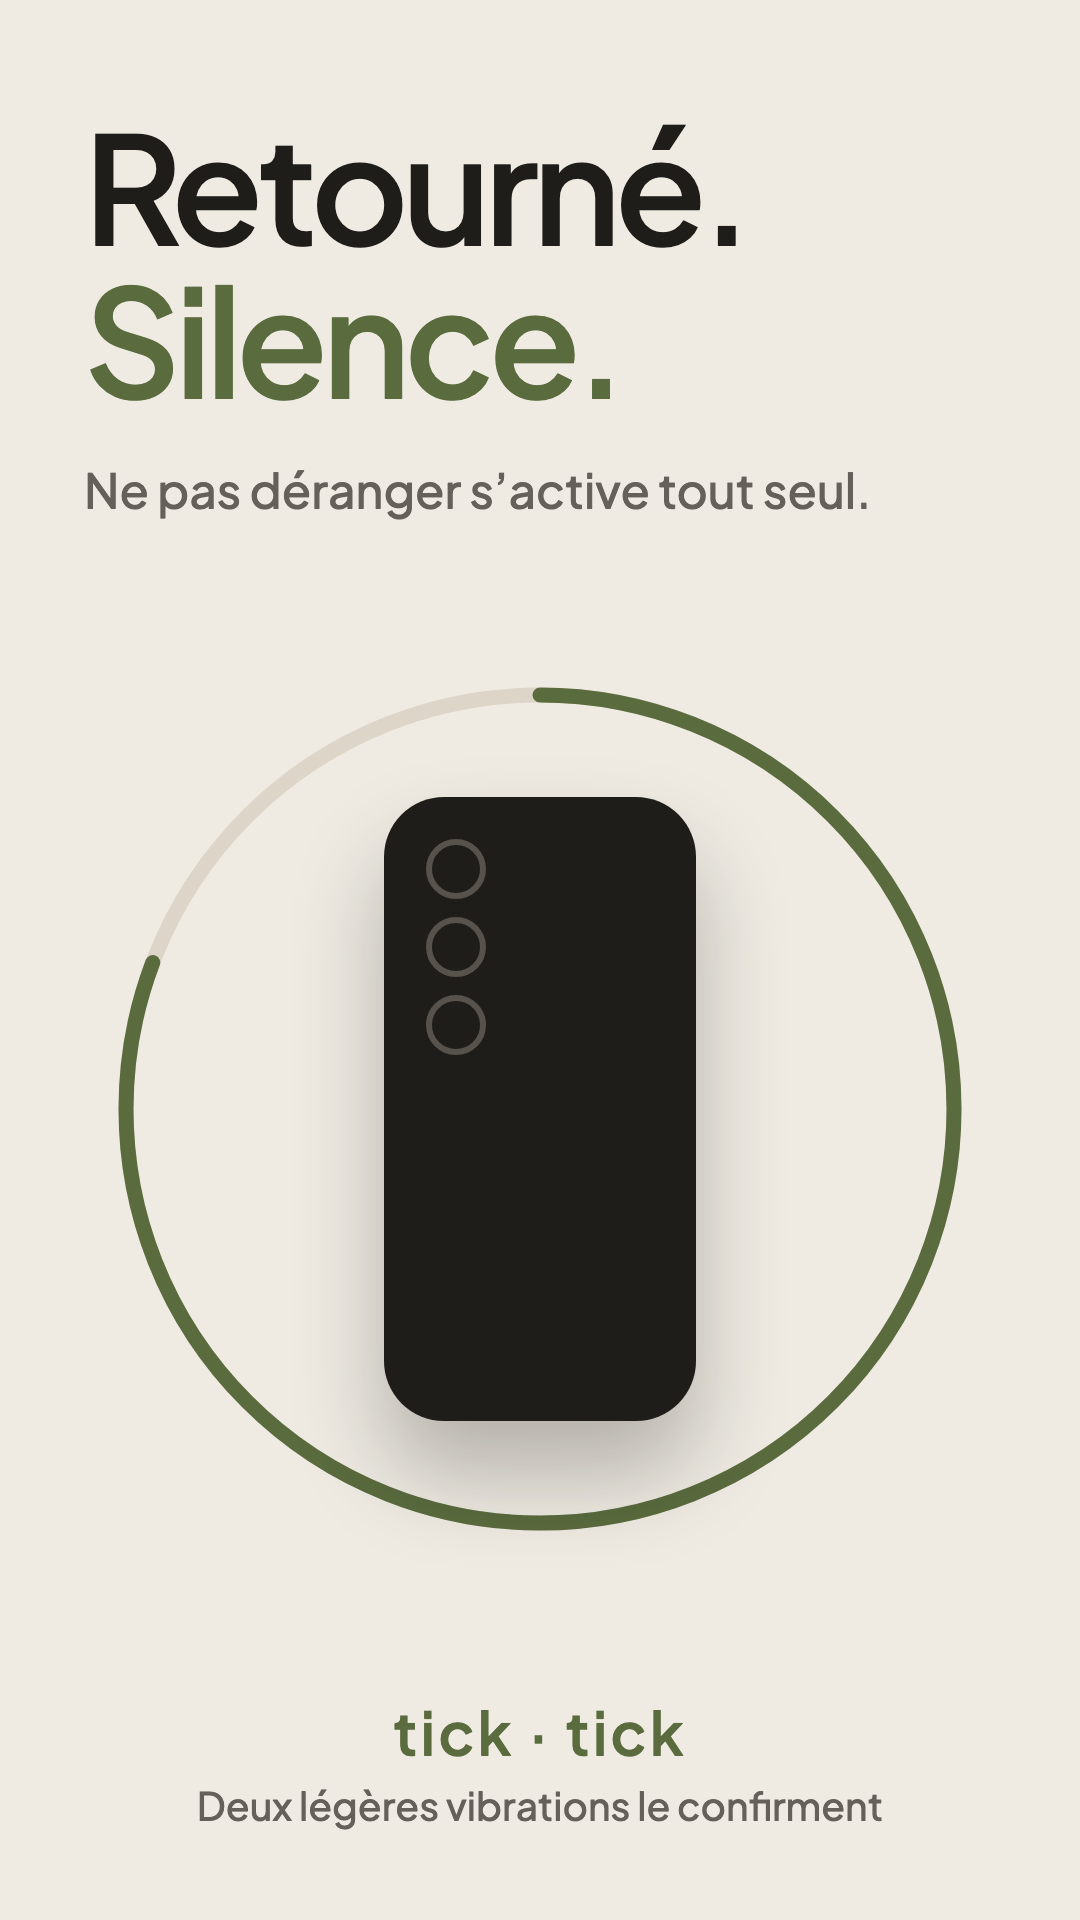 Retourné.
Silence.
Ne pas déranger s’active tout seul.
tick · tick
Deux légères vibrations le confirment